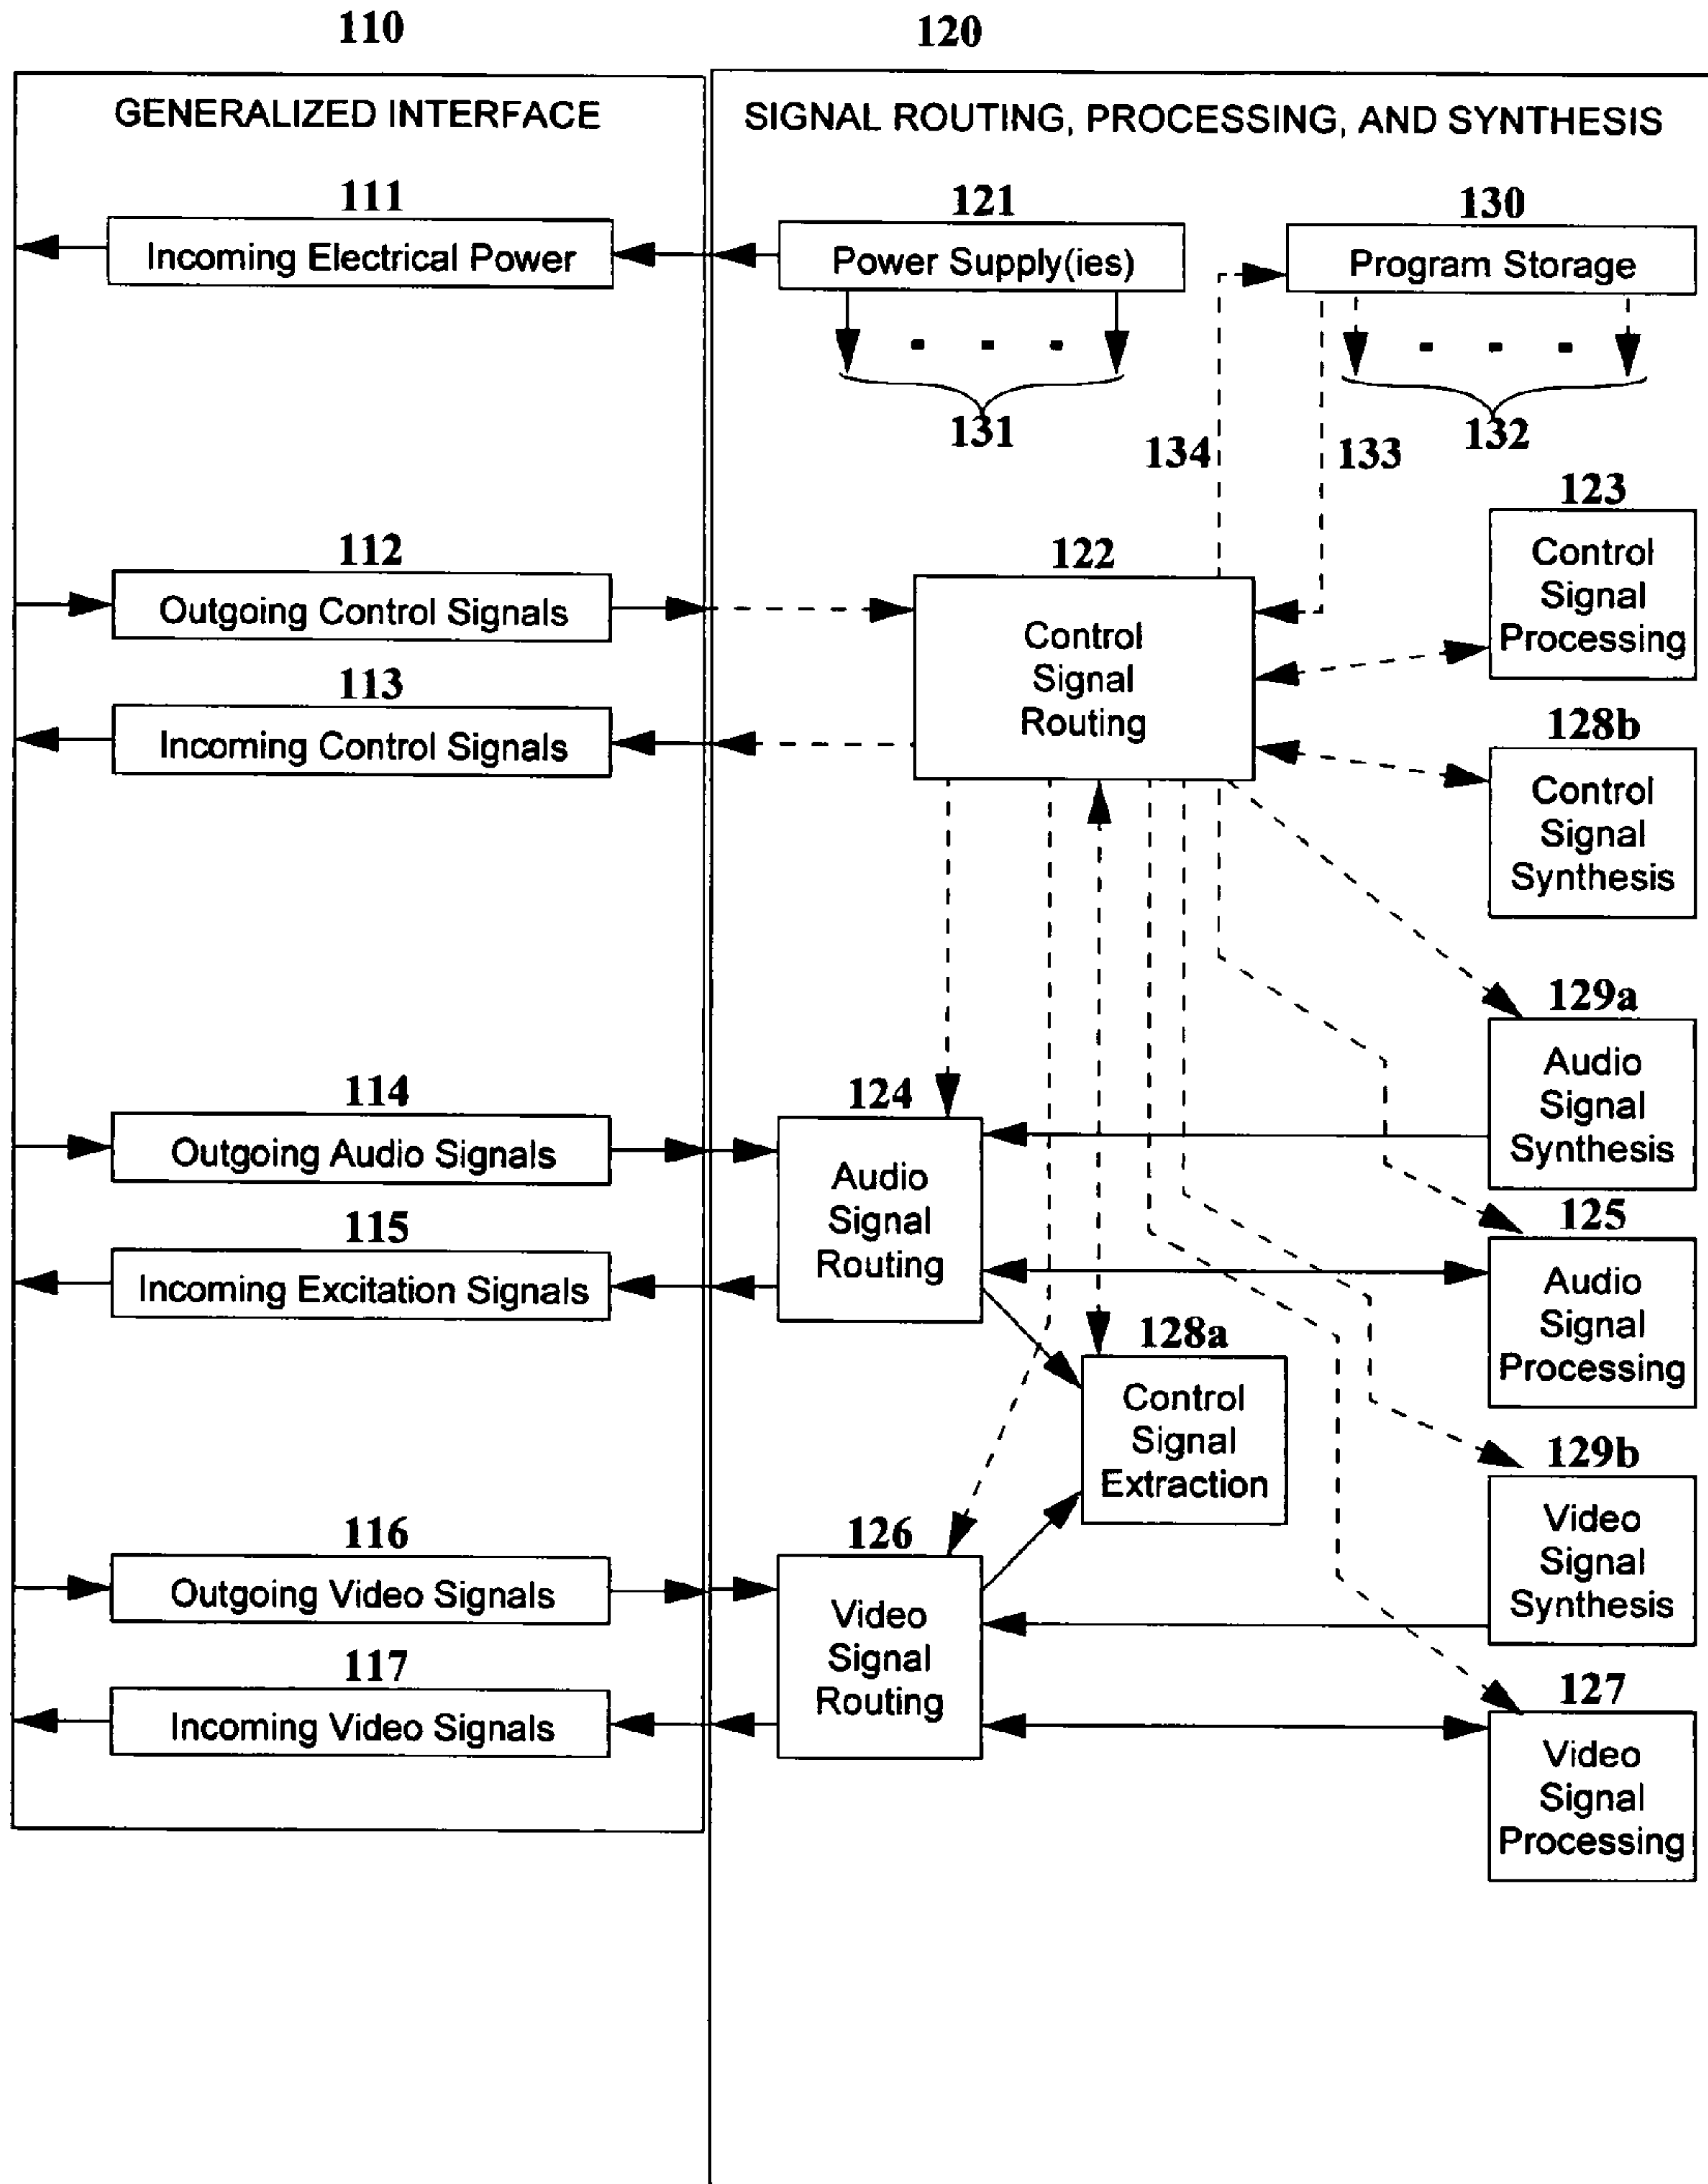 110
120
GENERALIZED INTERFACE
SIGNAL ROUTING, PROCESSING, AND SYNTHESIS
111
Incoming Electrical Power
121
Power Supply(ies)
130
Program Storage
131
134
133
132
112
Outgoing Control Signals
113
Incoming Control Signals
122
Control
Signal
Routing
123
Control
Signal
Processing
128b
Control
Signal
Synthesis
129a
Audio
Signal
Synthesis
114
Outgoing Audio Signals
115
Incoming Excitation Signals
124
Audio
Signal
Routing
125
Audio
Signal
Processing
128a
Control
Signal
Extraction
129b
Video
Signal
Synthesis
116
Outgoing Video Signals
117
Incoming Video Signals
126
Video
Signal
Routing
127
Video
Signal
Processing